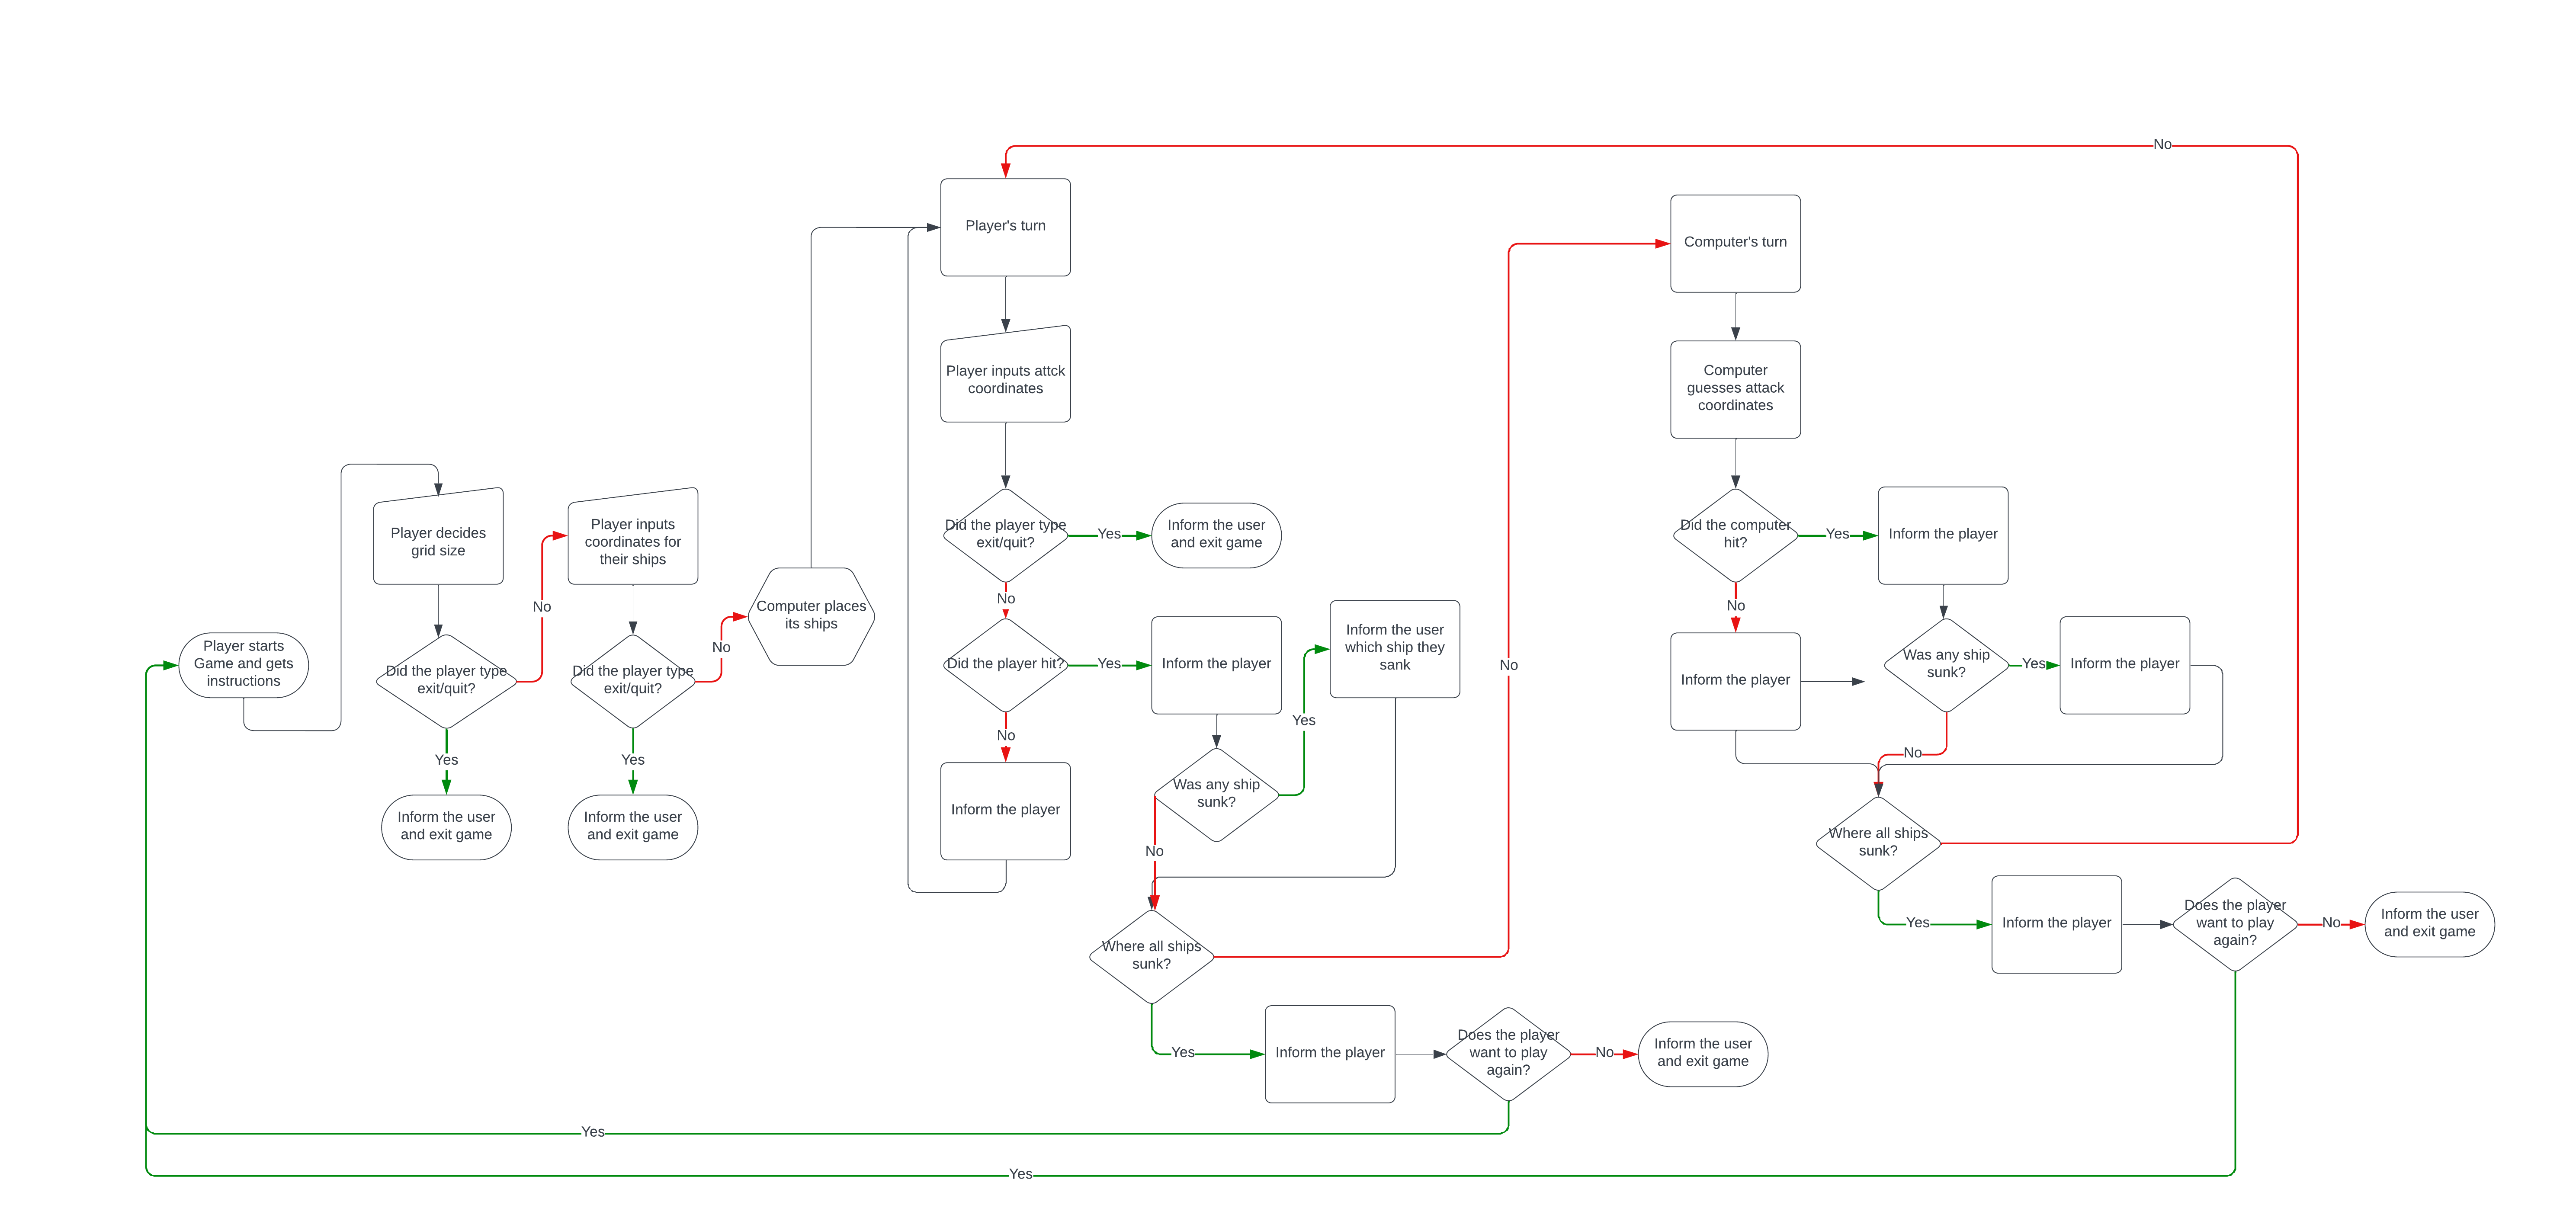 No
Player's turn
Computer's turn
Player inputs attck
coordinates
Computer
guesses attack
coordinates
Player decides
grid size
Player inputs
coordinates for
their ships
Did the player type
exit/quit?
Yes
Inform the user
and exit game
Did the computer
hit?
Yes
Inform the player
No
No
No
Computer places
its ships
No
Player starts
Game and gets
instructions
Did the player type
exit/quit?
Did the player type
exit/quit?
No
Did the player hit?
Yes
Inform the player
Inform the user
which ship they
sank
No
Inform the player
Was any ship
sunk?
Yes
Inform the player
Yes
No
Yes
Yes
No
Inform the user
and exit game
Inform the user
and exit game
Inform the player
Was any ship
sunk?
No
Where all ships
sunk?
Where all ships
sunk?
Yes
Inform the player
Does the player
want to play
again?
No
Inform the user
and exit game
Yes
Inform the player
Does the player
want to play
again?
No
Inform the user
and exit game
Yes
Yes